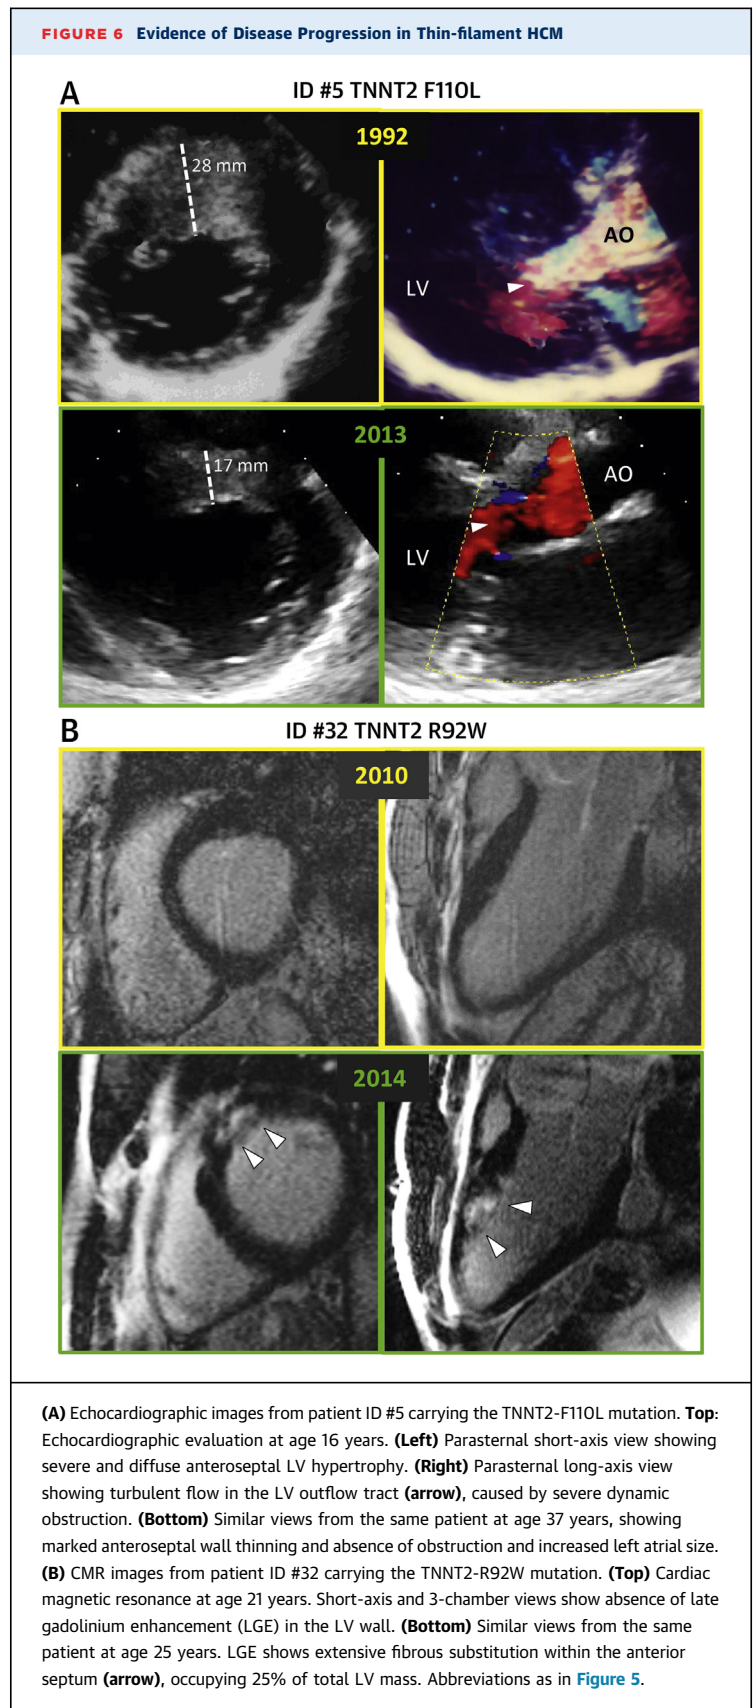 FIGURE 6 Evidence of Disease Progression in Thin-filament HCM
A
ID #5 TNNT2 F110L
1992
28 mm
AO
LV
2013
17 mm
AO
LV
B
ID #32 TNNT2 R92W
2010
2014
(A) Echocardiographic images from patient ID #5 carrying the TNNT2-F110L mutation. Top:
Echocardiographic evaluation at age 16 years. (Left) Parasternal short-axis view showing
severe and diffuse anteroseptal LV hypertrophy. (Right) Parasternal long-axis view
showing turbulent flow in the LV outflow tract (arrow), caused by severe dynamic
obstruction. (Bottom) Similar views from the same patient at age 37 years, showing
marked anteroseptal wall thinning and absence of obstruction and increased left atrial size.
(B) CMR images from patient ID #32 carrying the TNNT2-R92W mutation. (Top) Cardiac
magnetic resonance at age 21 years. Short-axis and 3-chamber views show absence of late
gadolinium enhancement (LGE) in the LV wall. (Bottom) Similar views from the same
patient at age 25 years. LGE shows extensive fibrous substitution within the anterior
septum (arrow), occupying 25% of total LV mass. Abbreviations as in Figure 5.